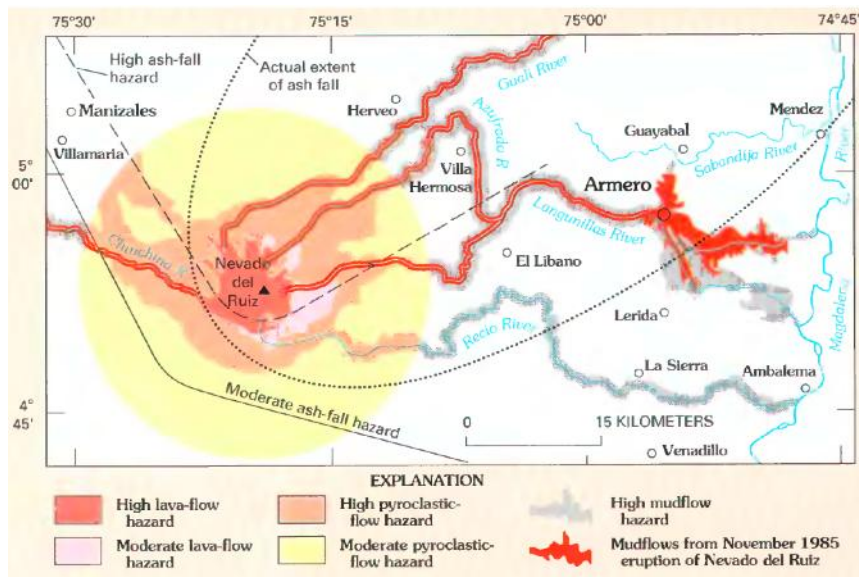 75°30'
75°15'
75°00'
74°45'
High ash-fall
hazard
Actual extent
of ash fall
Guali River
Manizales
Herveo
Azufrado R.
Mendez
Villamaria
Guayabal
5°
00'
Villa
Hermosa
Sabandija River
River
Armero
Langunillas River
Chinchina R.
Nevado
del
Ruiz
El Libano
Magdalena
Lerida
Recio River
La Sierra
Ambalema
4°
45'
Moderate ash-fall hazard
0 15 KILOMETERS
Venadillo
EXPLANATION
High lava-flow
hazard
High pyroclastic-
flow hazard
High mudflow
hazard
Moderate lava-flow
hazard
Moderate pyroclastic-
flow hazard
Mudflows from November 1985
eruption of Nevado del Ruiz